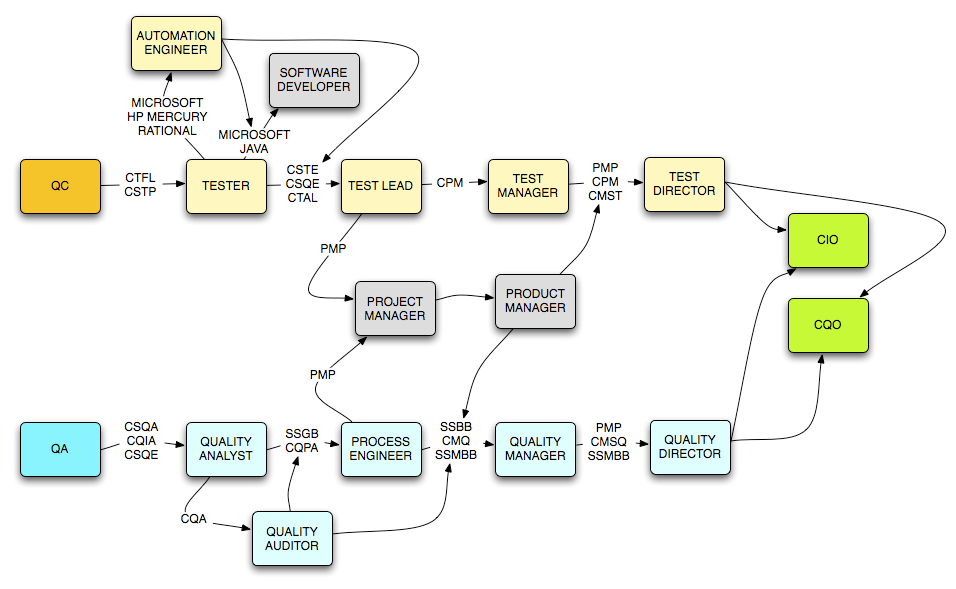 AUTOMATION
ENGINEER
SOFTWARE
DEVELOPER
MICROSOFT
HP MERCURY
RATIONAL
MICROSOFT
JAVA
QC
CTFL
CSTP
TESTER
CSTE
CSQE
CTAL
TEST LEAD
CPM
TEST
MANAGER
PMP
CPM
CMST
TEST
DIRECTOR
CIO
PMP
PROJECT
MANAGER
PRODUCT
MANAGER
CQO
PMP
QA
CSQA
CQIA
CSQE
QUALITY
ANALYST
SSGB
CQPA
PROCESS
ENGINEER
SSBB
CMQ
SSMBB
QUALITY
MANAGER
PMP
CMSQ
SSMBB
QUALITY
DIRECTOR
CQA
QUALITY
AUDITOR